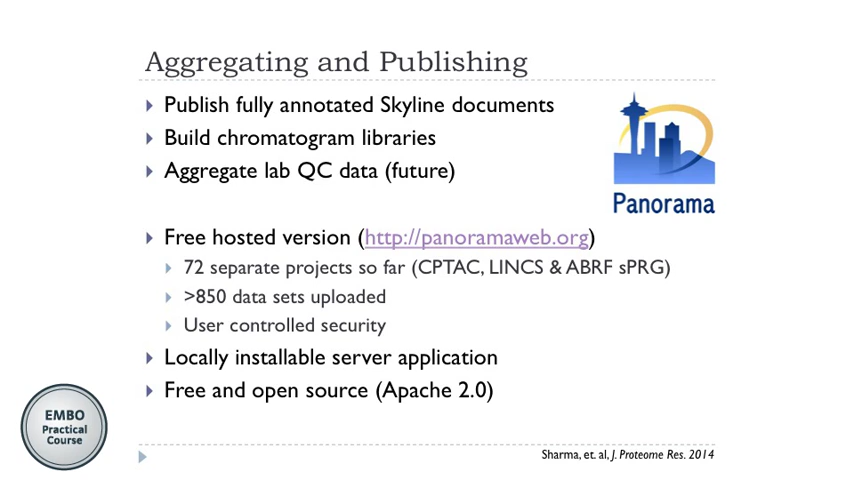 Aggregating and Publishing
Publish fully annotated Skyline documents
Build chromatogram libraries
Aggregate lab QC data (future)
Panorama
Free hosted version (http://panoramaweb.org)
72 separate projects so far (CPTAC, LINCS & ABRF sPRG)
>850 data sets uploaded
User controlled security
Locally installable server application
Free and open source (Apache 2.0)
EMBO
Practical
Course
Sharma, et. al, J. Proteome Res. 2014